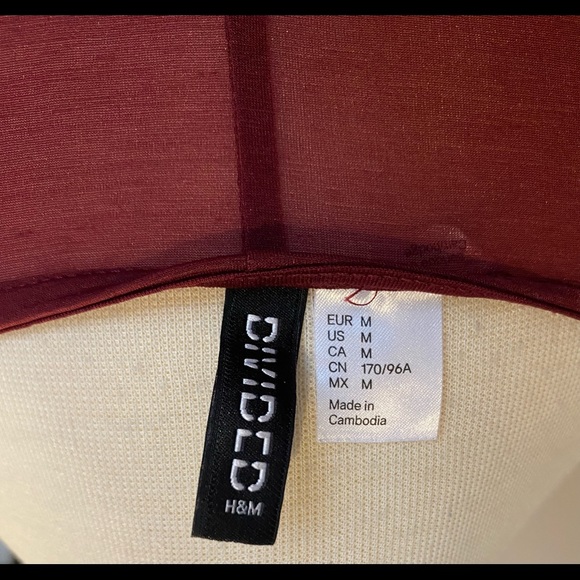 DIVIDED
H&M
EUR M
US M
CA M
CN 170/96A
MX M
Made in
Cambodia